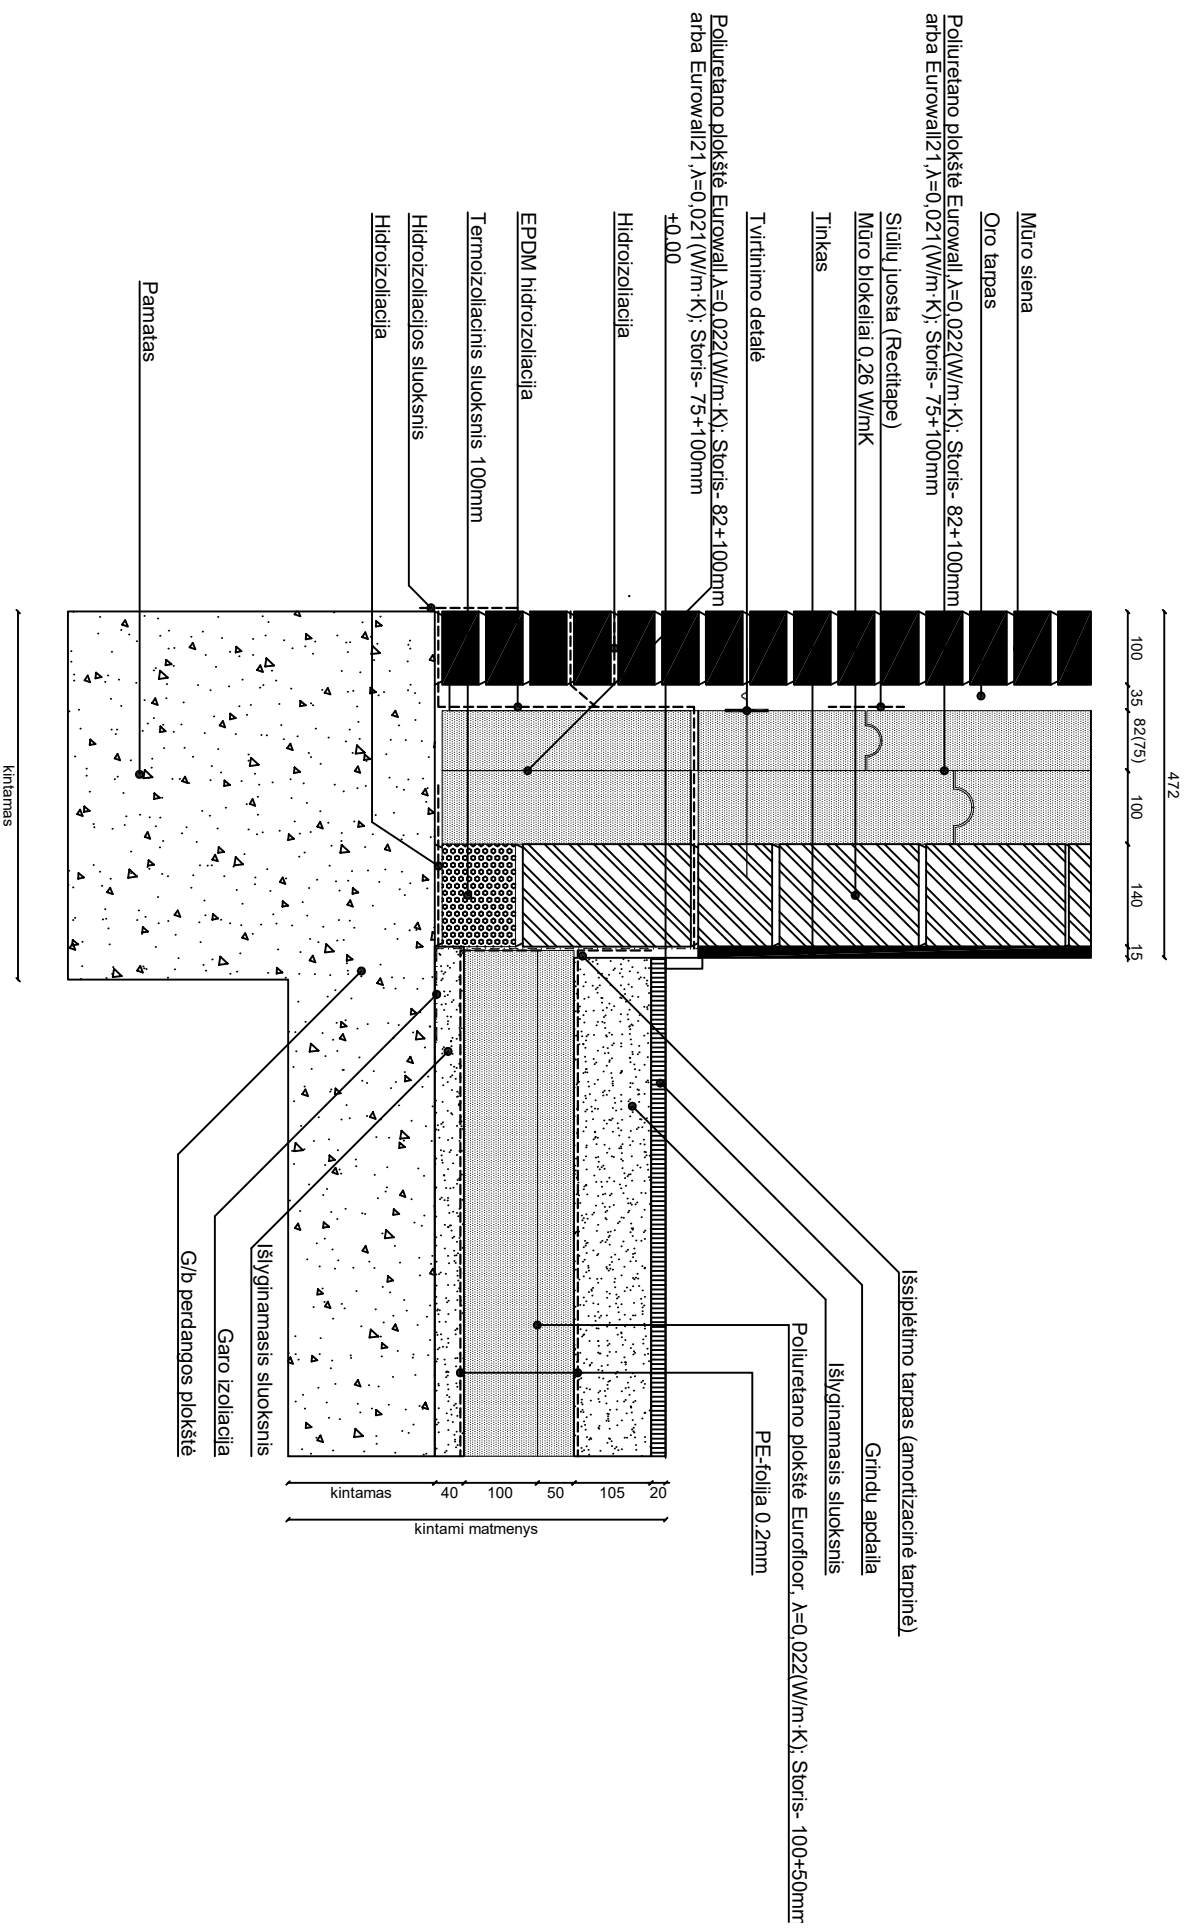 Mūro siena
Oro tarpas
Poliuretano plokštė Eurowall,λ=0,022(W/m·K); Storis- 82+100mm
arba Eurowall21,λ=0,021(W/m·K); Storis- 75+100mm
Siūlių juosta (Rectitape)
Mūro blokeliai 0,26 W/mK
Tinkas
Tvirtinimo detalė
Poliuretano plokštė Eurowall,λ=0,022(W/m·K); Storis- 82+100mm
arba Eurowall21,λ=0,021(W/m·K); Storis- 75+100mm
+0.00
Hidroizoliacija
EPDM hidroizoliacija
Termoizoliacinis sluoksnis 100mm
Hidroizoliacijos sluoksnis
Hidroizoliacija
Pamatas
472
100
35
82(75)
100
140
15
kintamas
Išsiplėtimo tarpas (amortizacinė tarpinė)
Grindų apdaila
Išlyginamasis sluoksnis
Poliuretano plokštė Eurofloor, λ=0,022(W/m·K); Storis- 100+50mm
PE-folija 0.2mm
Išlyginamasis sluoksnis
Garo izoliacija
G/b perdangos plokštė
20
105
50
100
40
kintamas
kintami matmenys